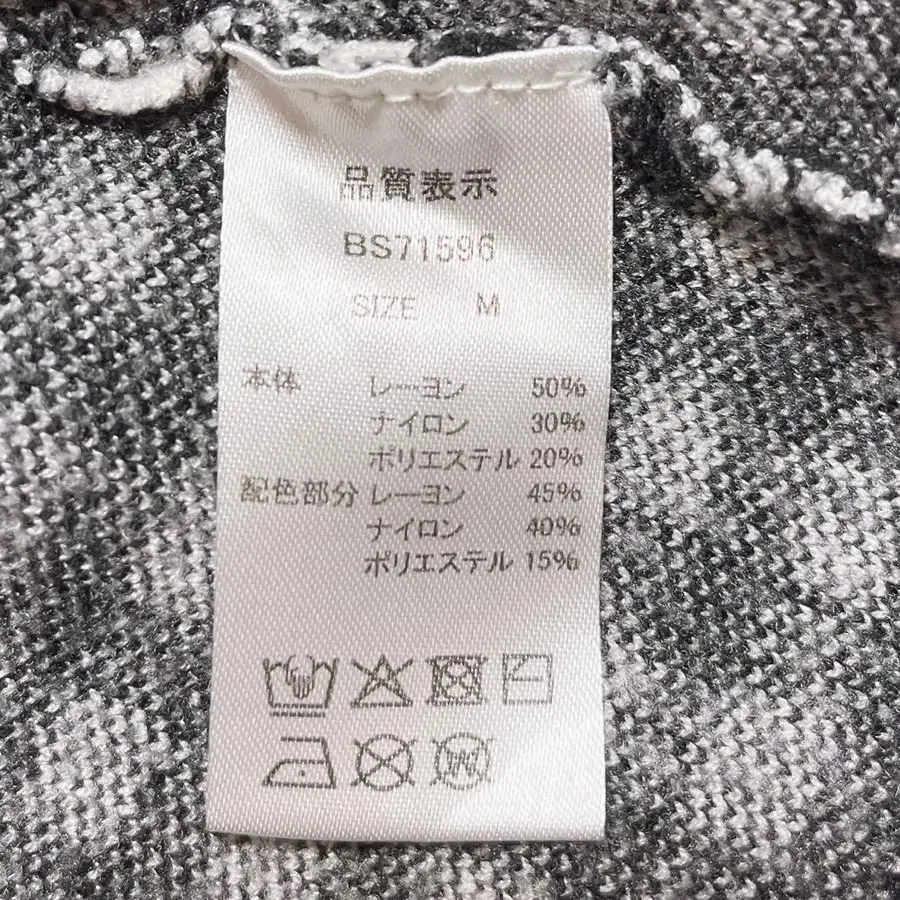 品質表示
BS71596
SIZE M
本体 レーヨン 50%
ナイロン 30%
ポリエステル 20%
配色部分 レーヨン 45%
ナイロン 40%
ポリエステル 15%